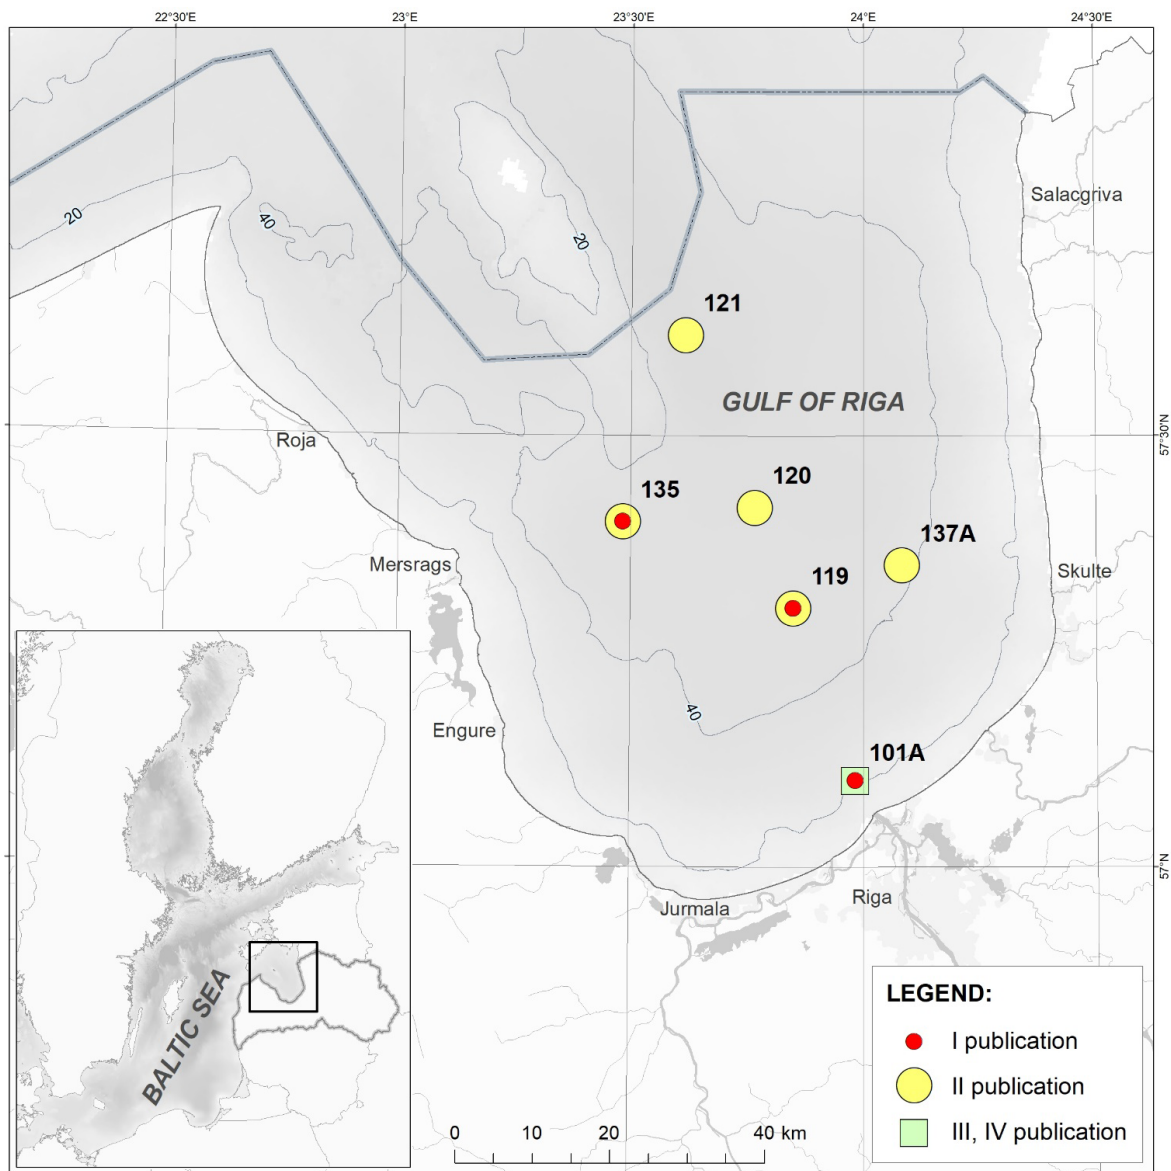 22°30'E
23°E
23°30'E
24°E
24°30'E
Salacgriva
20
40
20
121
GULF OF RIGA
57°30'N
Roja
135
120
137A
Mersrags
119
Skulte
40
Engure
101A
57°N
Jurmala
Riga
BALTIC SEA
LEGEND:
I publication
II publication
III, IV publication
0 10 20 40 km